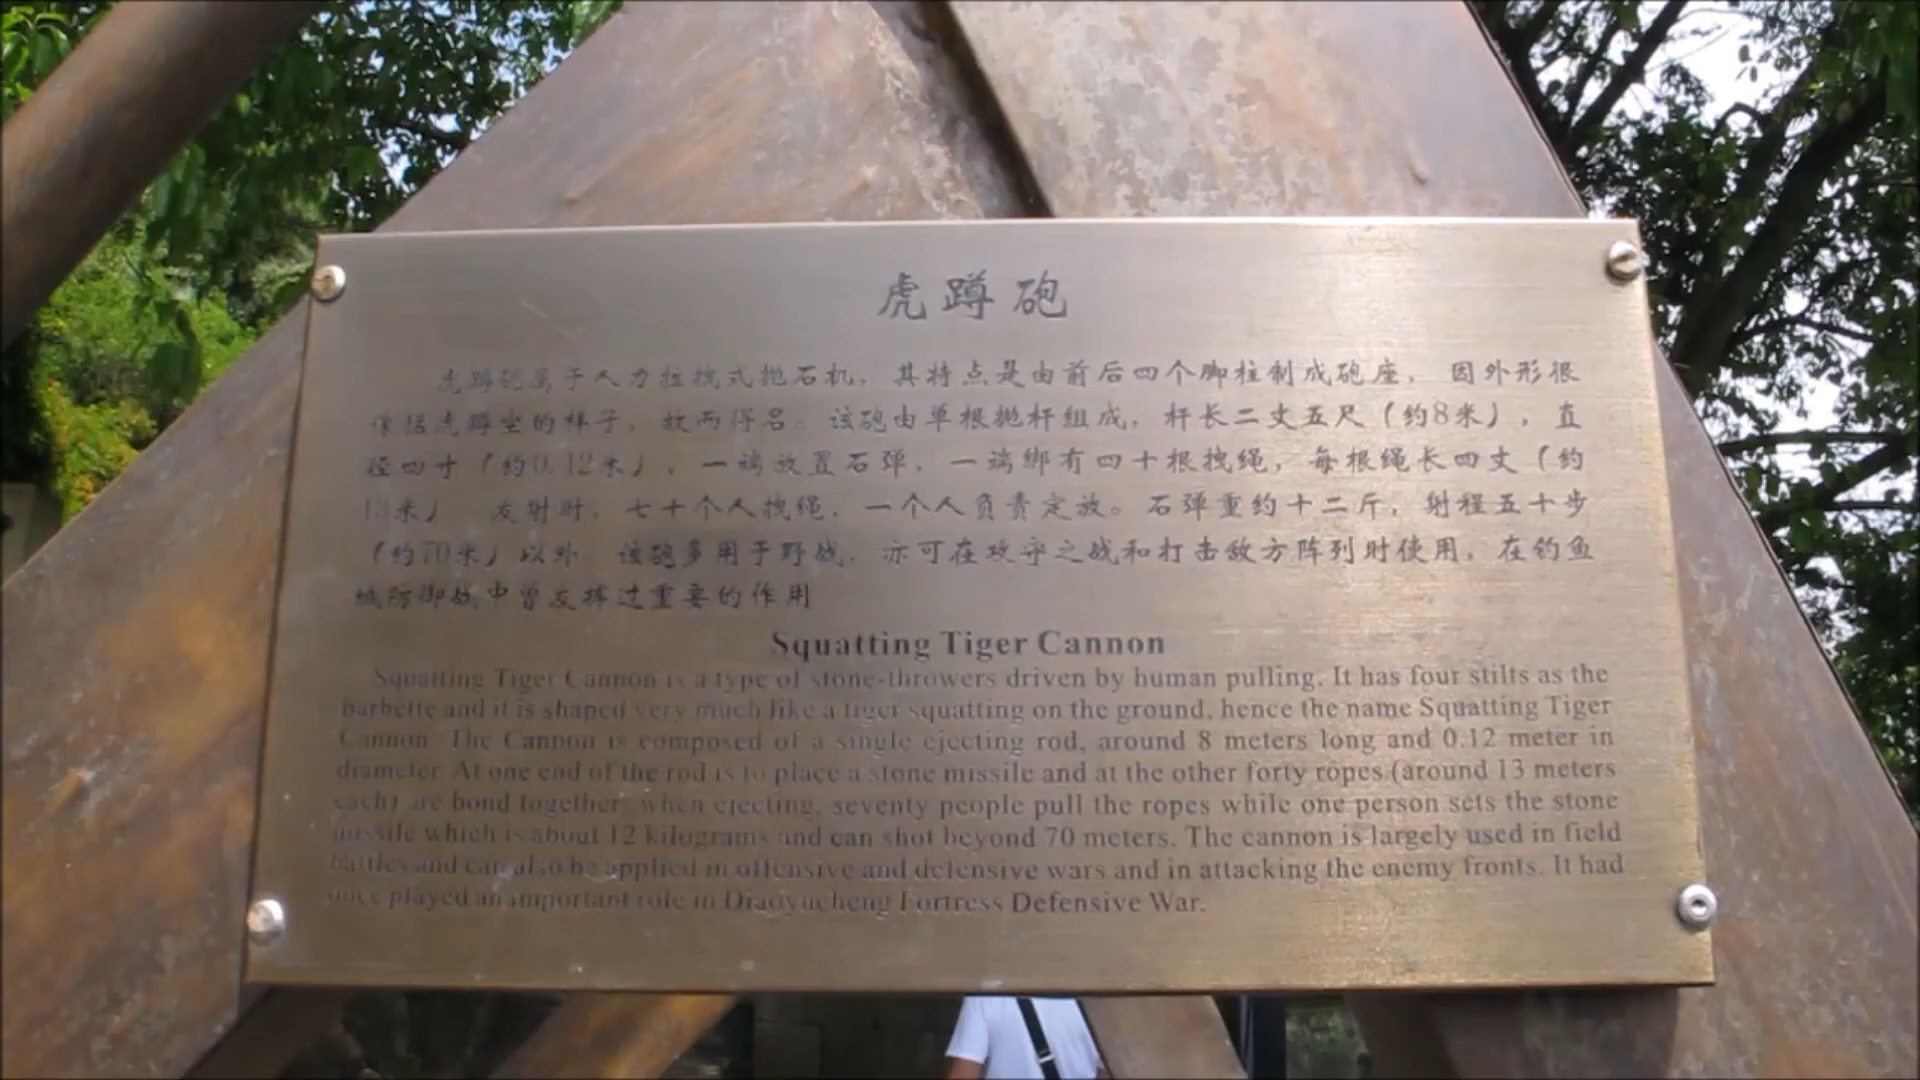 虎蹲砲
虎蹲砲属于人力拉拽式抛石机，其特点是由前后四个脚柱制成砲座，因外形很
像猛虎蹲坐的样子，故而得名。该砲由单根抛杆组成，杆长二丈五尺（约8米），直
径四寸（约0.12米），一端放置石弹，一端绑有四十根拽绳，每根绳长四丈（约
13米） 发射时，七十个人拽绳，一个人负责定放。石弹重约十二斤，射程五十步
（约70米）以外 该砲多用于野战，亦可在攻守之战和打击敌方阵列时使用，在钓鱼
城防御战中曾发挥过重要的作用
Squatting Tiger Cannon
Squatting Tiger Cannon is a type of stone-throwers driven by human pulling. It has four stilts as the
barbette and it is shaped very much like a tiger squatting on the ground, hence the name Squatting Tiger
Cannon. The Cannon is composed of a single ejecting rod, around 8 meters long and 0.12 meter in
diameter. At one end of the rod is to place a stone missile and at the other forty ropes (around 13 meters
each) are bond together; when ejecting, seventy people pull the ropes while one person sets the stone
missile which is about 12 kilograms and can shot beyond 70 meters. The cannon is largely used in field
battles and can also be applied in offensive and defensive wars and in attacking the enemy fronts. It had
once played an important role in Diaoyucheng Fortress Defensive War.